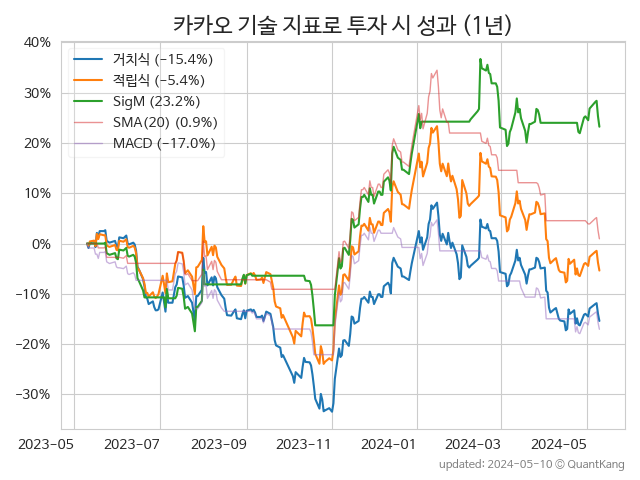 카카오 기술 지표로 투자 시 성과 (1년)
40%
30%
20%
10%
0%
−10%
−20%
−30%
거치식 (−15.4%)
적립식 (−5.4%)
SigM (23.2%)
SMA(20) (0.9%)
MACD (−17.0%)
2023-05
2023-07
2023-09
2023-11
2024-01
2024-03
2024-05
updated: 2024-05-10 © QuantKang